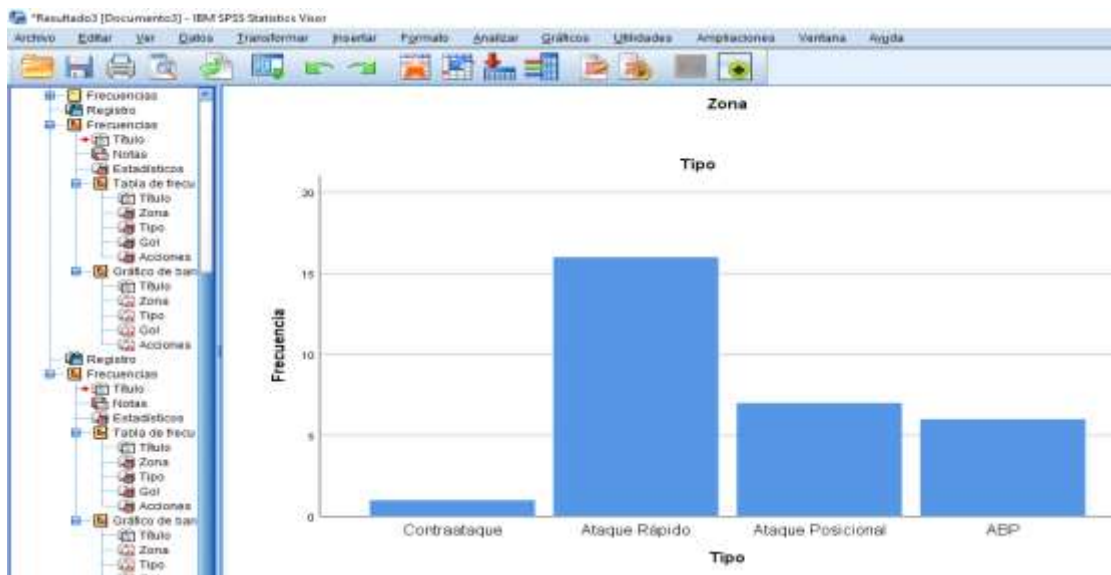 *Resultado3 [Documento3] - IBM SPSS Statistics Visor
Archivo Editar Ver Datos Transformar Insertar Formato Analizar Gráficos Utilidades Ampliaciones Ventana Ayuda
Frecuencias
Registro
Frecuencias
Título
Notas
Estadísticos
Tabla de frecu
Título
Zona
Tipo
Gol
Acciones
Gráfico de barr
Título
Zona
Tipo
Gol
Acciones
Registro
Frecuencias
Título
Notas
Estadísticos
Tabla de frecu
Título
Zona
Tipo
Gol
Acciones
Gráfico de barr
Título
Zona
Tipo
Zona
Tipo
Frecuencia
20
15
10
5
0
Contraataque Ataque Rápido Ataque Posicional ABP
Tipo